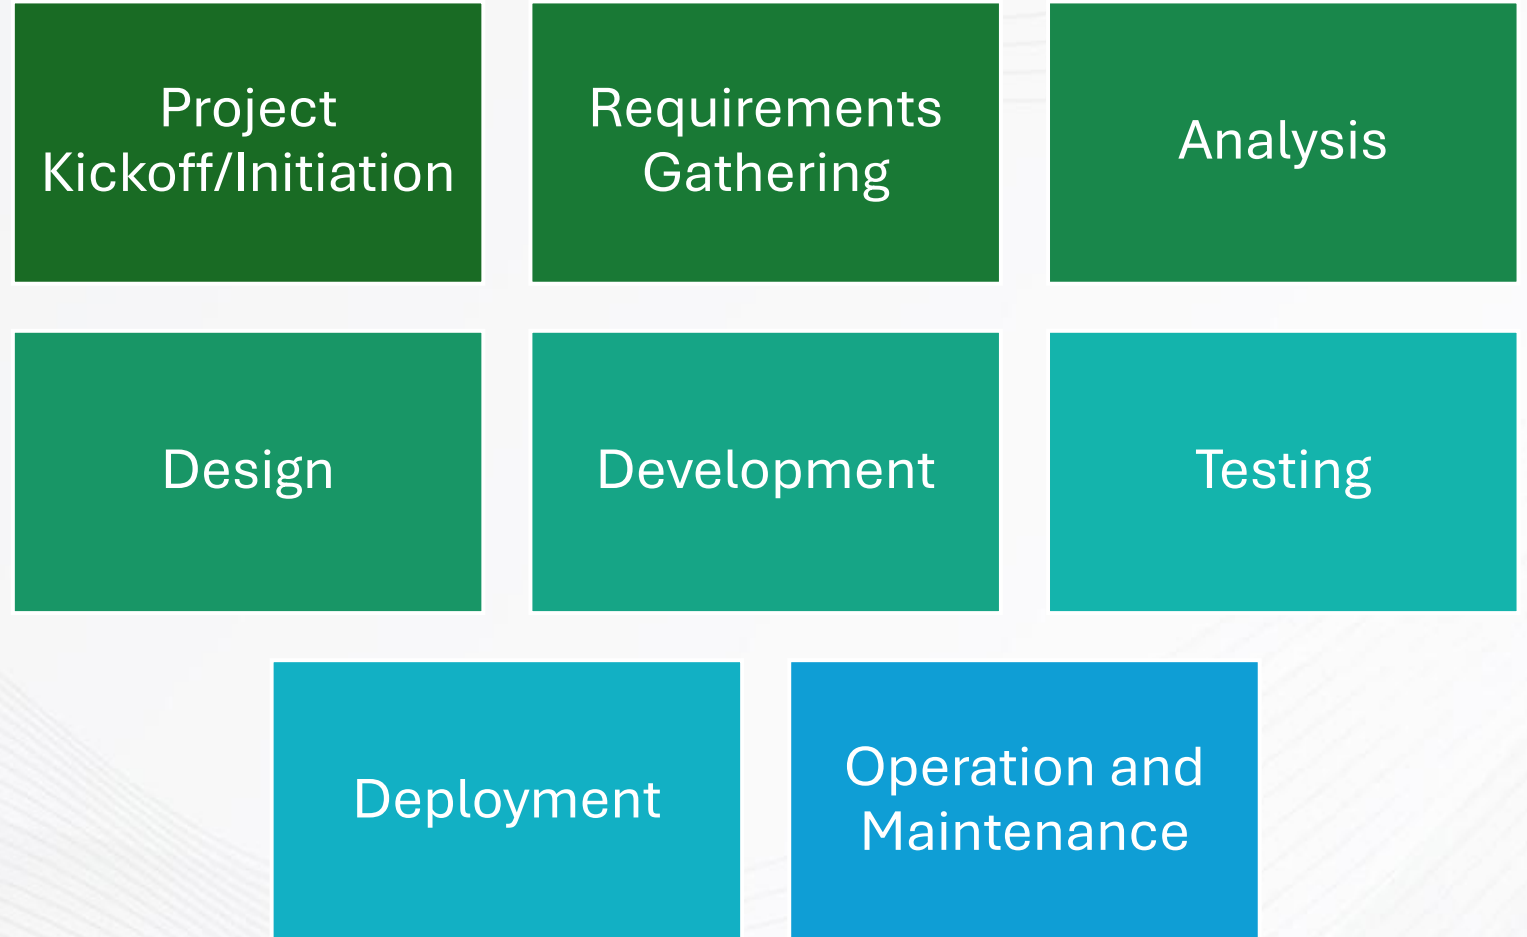 Project
Kickoff/Initiation
Requirements
Gathering
Analysis
Design
Development
Testing
Deployment
Operation and
Maintenance